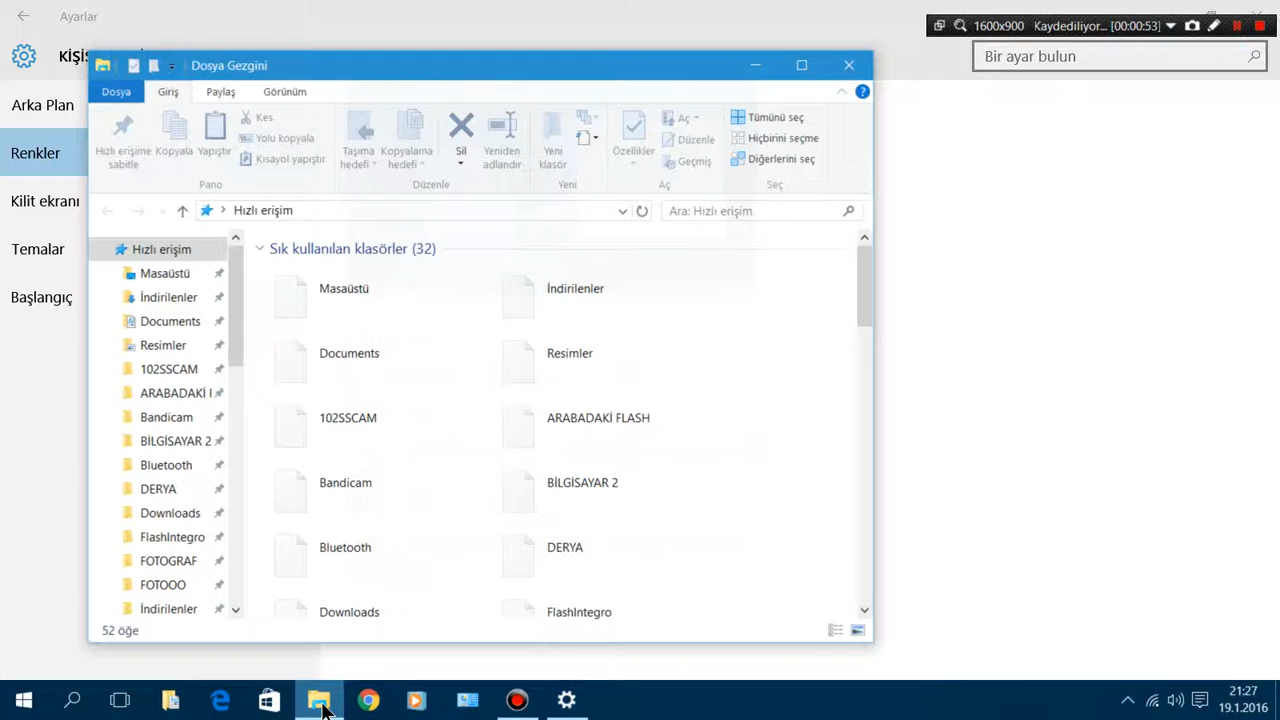 Ayarlar
1600x900 Kaydediliyor... [00:00:53]
Bir ayar bulun
Arka Plan
Renkler
Kilit ekranı
Temalar
Başlangıç
Dosya Gezgini
Dosya Giriş Paylaş Görünüm
Hızlı erişime sabitle
Kopyala
Yapıştır
Kes
Yolu kopyala
Kısayol yapıştır
Pano
Taşıma hedefi
Kopyalama hedefi
Sil
Yeniden adlandır
Düzenle
Yeni klasör
Yeni
Özellikler
Aç
Düzenle
Geçmiş
Aç
Tümünü seç
Hiçbirini seçme
Diğerlerini seç
Seç
Hızlı erişim
Ara: Hızlı erişim
Hızlı erişim
Masaüstü
İndirilenler
Documents
Resimler
102SSCAM
ARABADAKİ
Bandicam
BİLGİSAYAR 2
Bluetooth
DERYA
Downloads
FlashIntegro
FOTOGRAF
FOTOOO
İndirilenler
Sık kullanılan klasörler (32)
Masaüstü İndirilenler
Documents Resimler
102SSCAM ARABADAKİ FLASH
Bandicam BİLGİSAYAR 2
Bluetooth DERYA
Downloads FlashIntegro
52 öğe
21:27
19.1.2016